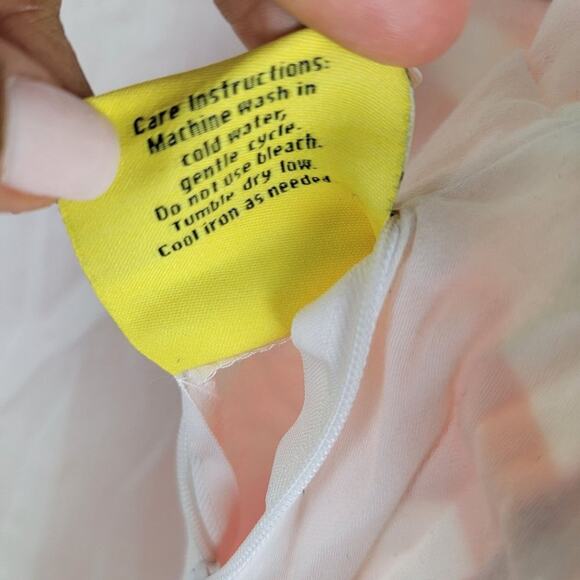 Care Instructions:
Machine wash in
cold water,
gentle cycle.
Do not use bleach.
Tumble dry low.
Cool iron as needed